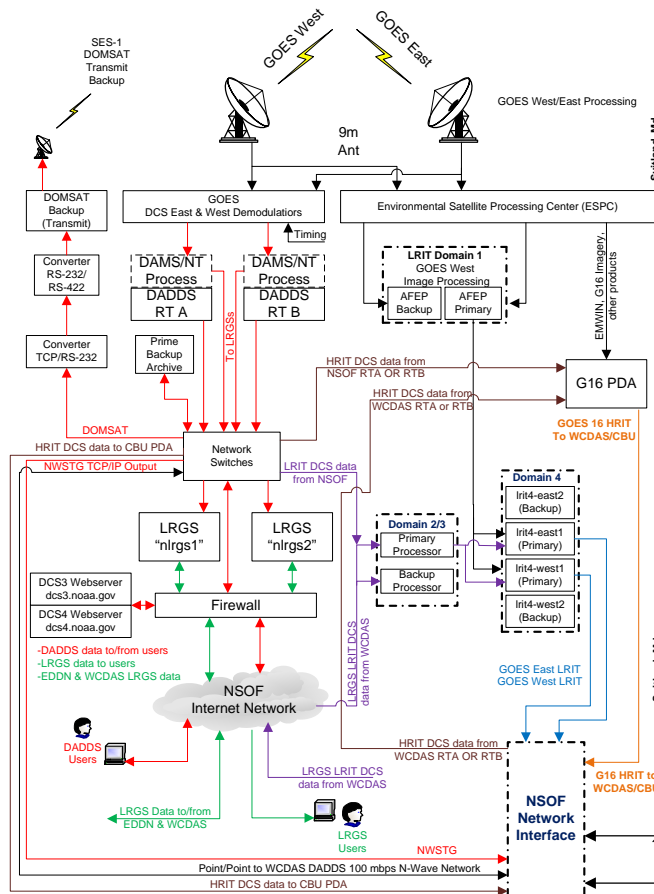 SES-1
DOMSAT
Transmit
Backup
GOES West
GOES East
GOES West/East Processing
9m
Ant
Suitland, Md
DOMSAT
Backup
(Transmit)
GOES
DCS East & West Demodulatiors
Environmental Satellite Processing Center (ESPC)
Timing
Converter
RS-232/
RS-422
DAMS/NT
Process
DADDS
RT A
DAMS/NT
Process
DADDS
RT B
LRIT Domain 1
GOES West
Image Processing
AFEP
Backup
AFEP
Primary
EMWIN, G16 Imagery,
other products
Converter
TCP/RS-232
Prime
Backup
Archive
To LRGSs
HRIT DCS data from
NSOF RTA OR RTB
HRIT DCS data from
WCDAS RTA or RTB
G16 PDA
GOES 16 HRIT
To WCDAS/CBU
DOMSAT
HRIT DCS data to CBU PDA
NWSTG TCP/IP Output
Network
Switches
LRIT DCS data
from NSOF
Domain 4
lrit4-east2
(Backup)
lrit4-east1
(Primary)
lrit4-west1
(Primary)
lrit4-west2
(Backup)
Domain 2/3
Primary
Processor
Backup
Processor
LRGS
"nlrgs1"
LRGS
"nlrgs2"
DCS3 Webserver
dcs3.noaa.gov
DCS4 Webserver
dcs4.noaa.gov
Firewall
-DADDS data to/from users
-LRGS data to users
-EDDN & WCDAS LRGS data
LRGS LRIT DCS
data from WCDAS
NSOF
Internet Network
GOES East LRIT
GOES West LRIT
DADDS
Users
HRIT DCS data from
WCDAS RTA OR RTB
LRGS LRIT DCS
data from WCDAS
G16 HRIT to
WCDAS/CBU
NSOF
Network
Interface
LRGS Data to/from
EDDN & WCDAS
LRGS
Users
NWSTG
Point/Point to WCDAS DADDS 100 mbps N-Wave Network
HRIT DCS data to CBU PDA